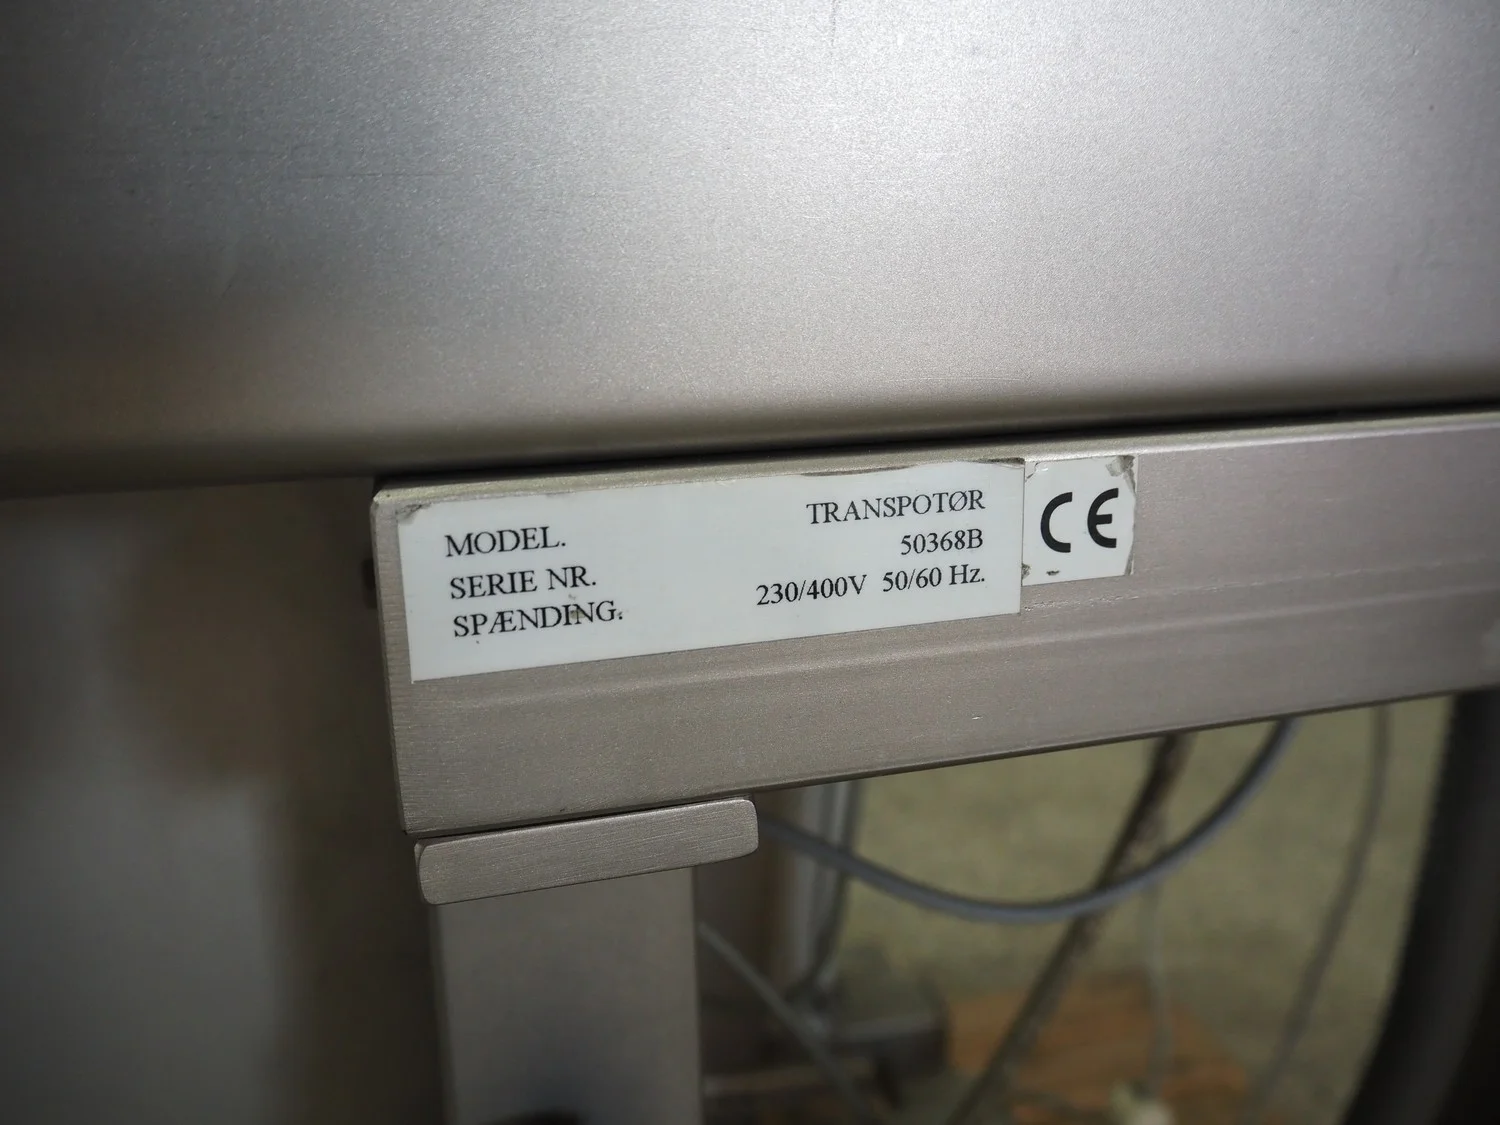 MODEL. TRANSPOTØR
SERIE NR. 50368B
SPÆNDING. 230/400V 50/60 Hz.
CE